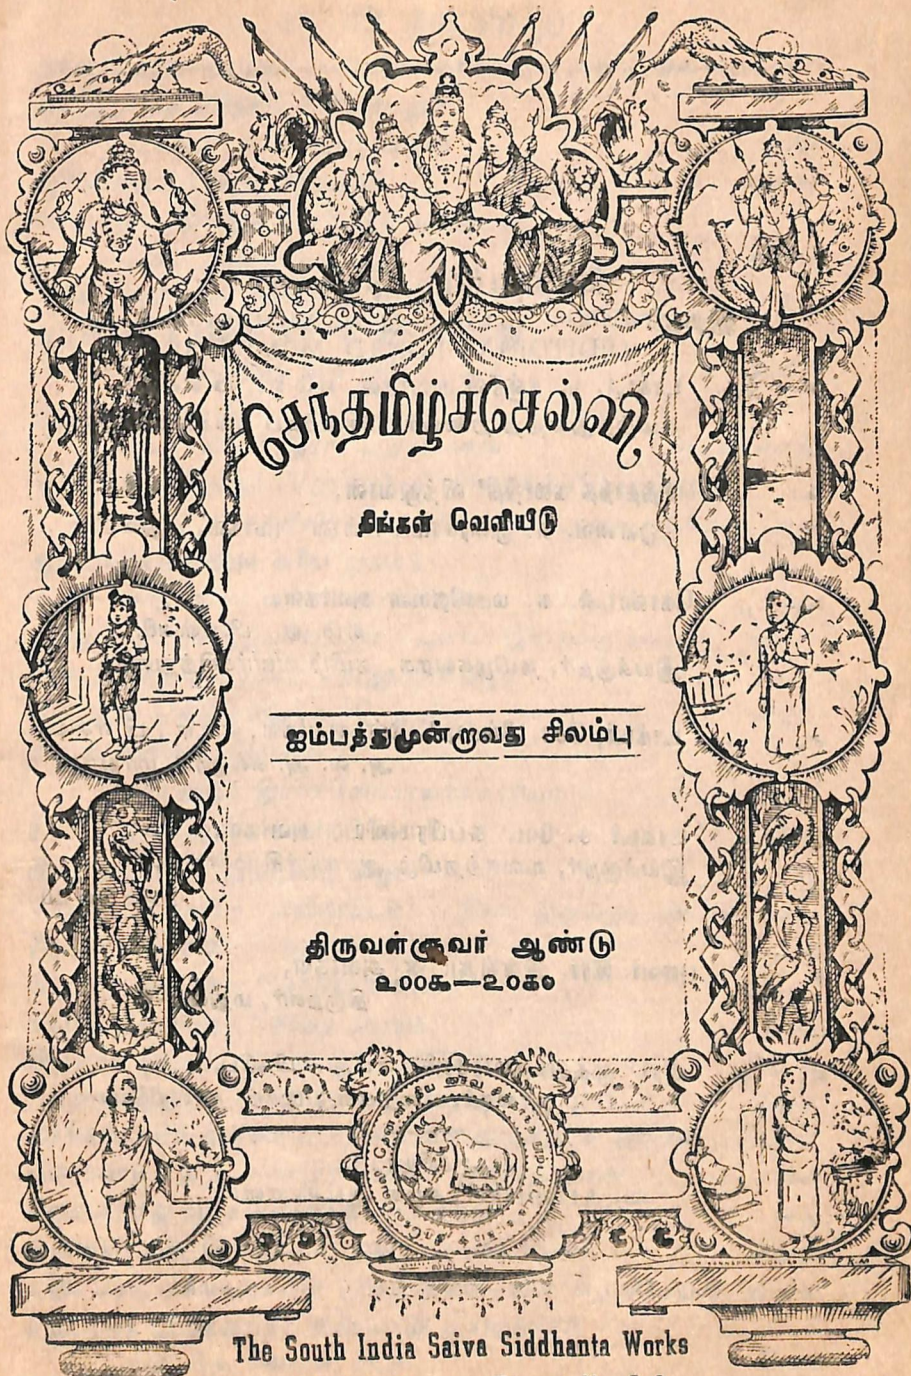 செந்தமிழ்ச்செல்வி
திங்கள் வெளியீடு
ஐம்பத்துமுன்றாவது சிலம்பு
திருவள்ளுவர் ஆண்டு
௨௦௦௯—௨௦௧௦
The South India Saiva Siddhanta Works